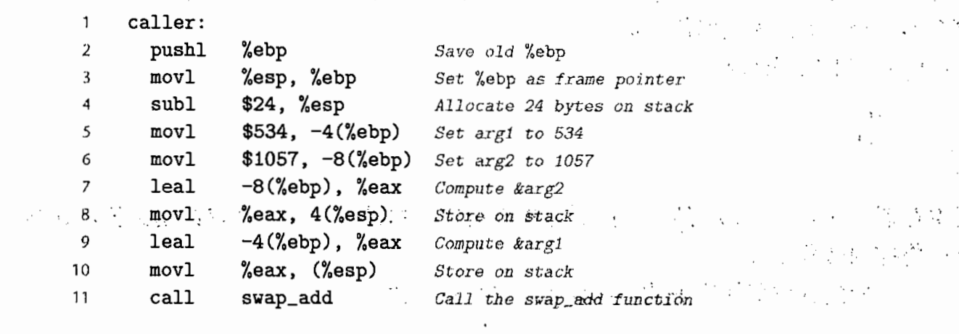 1 caller:
2 pushl %ebp Save old %ebp
3 movl %esp, %ebp Set %ebp as frame pointer
4 subl $24, %esp Allocate 24 bytes on stack
5 movl $534, -4(%ebp) Set arg1 to 534
6 movl $1057, -8(%ebp) Set arg2 to 1057
7 leal -8(%ebp), %eax Compute &arg2
8 movl %eax, 4(%esp) Store on stack
9 leal -4(%ebp), %eax Compute &arg1
10 movl %eax, (%esp) Store on stack
11 call swap_add Call the swap_add function